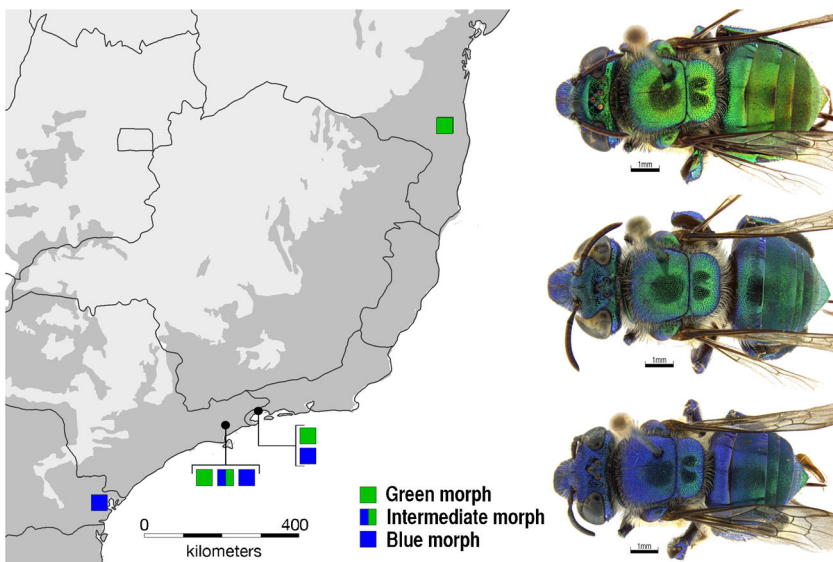 1mm
1mm
Green morph
Intermediate morph
Blue morph
0 400
kilometers
1mm